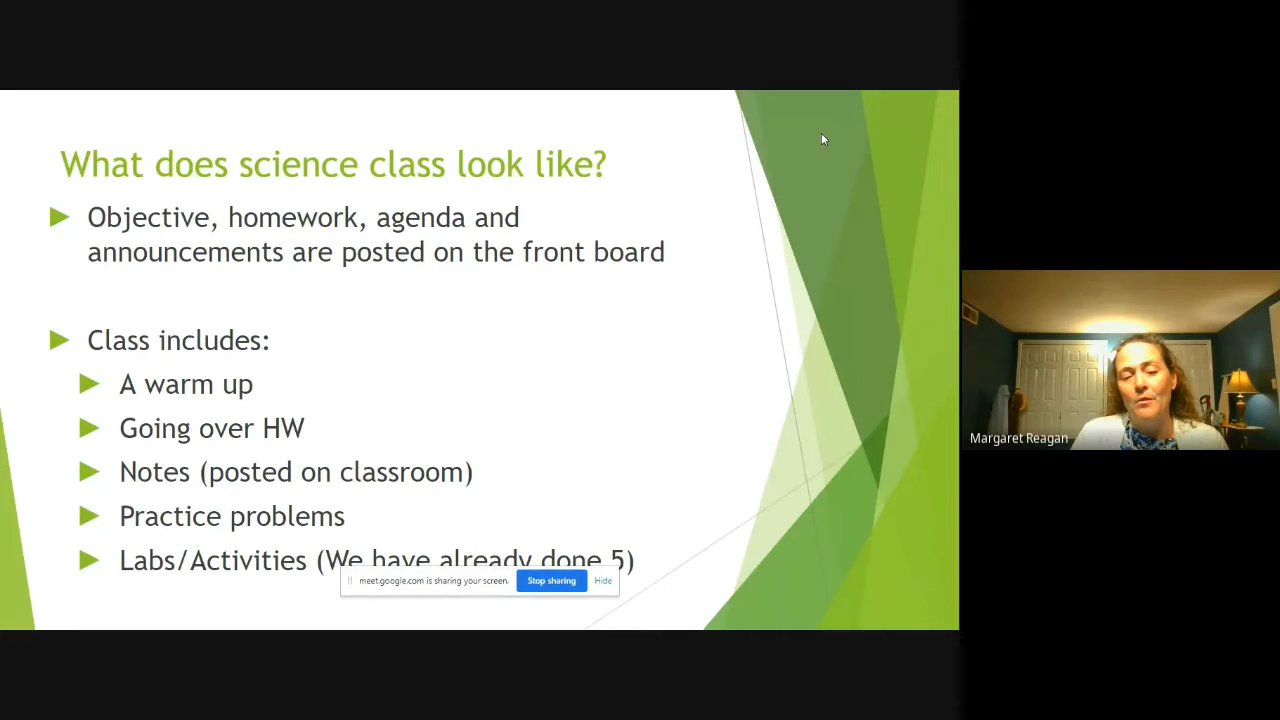 What does science class look like?
Objective, homework, agenda and
announcements are posted on the front board
Class includes:
A warm up
Going over HW
Notes (posted on classroom)
Practice problems
Labs/Activities (We have already done 5)
meet.google.com is sharing your screen.
Stop sharing
Hide
Margaret Reagan